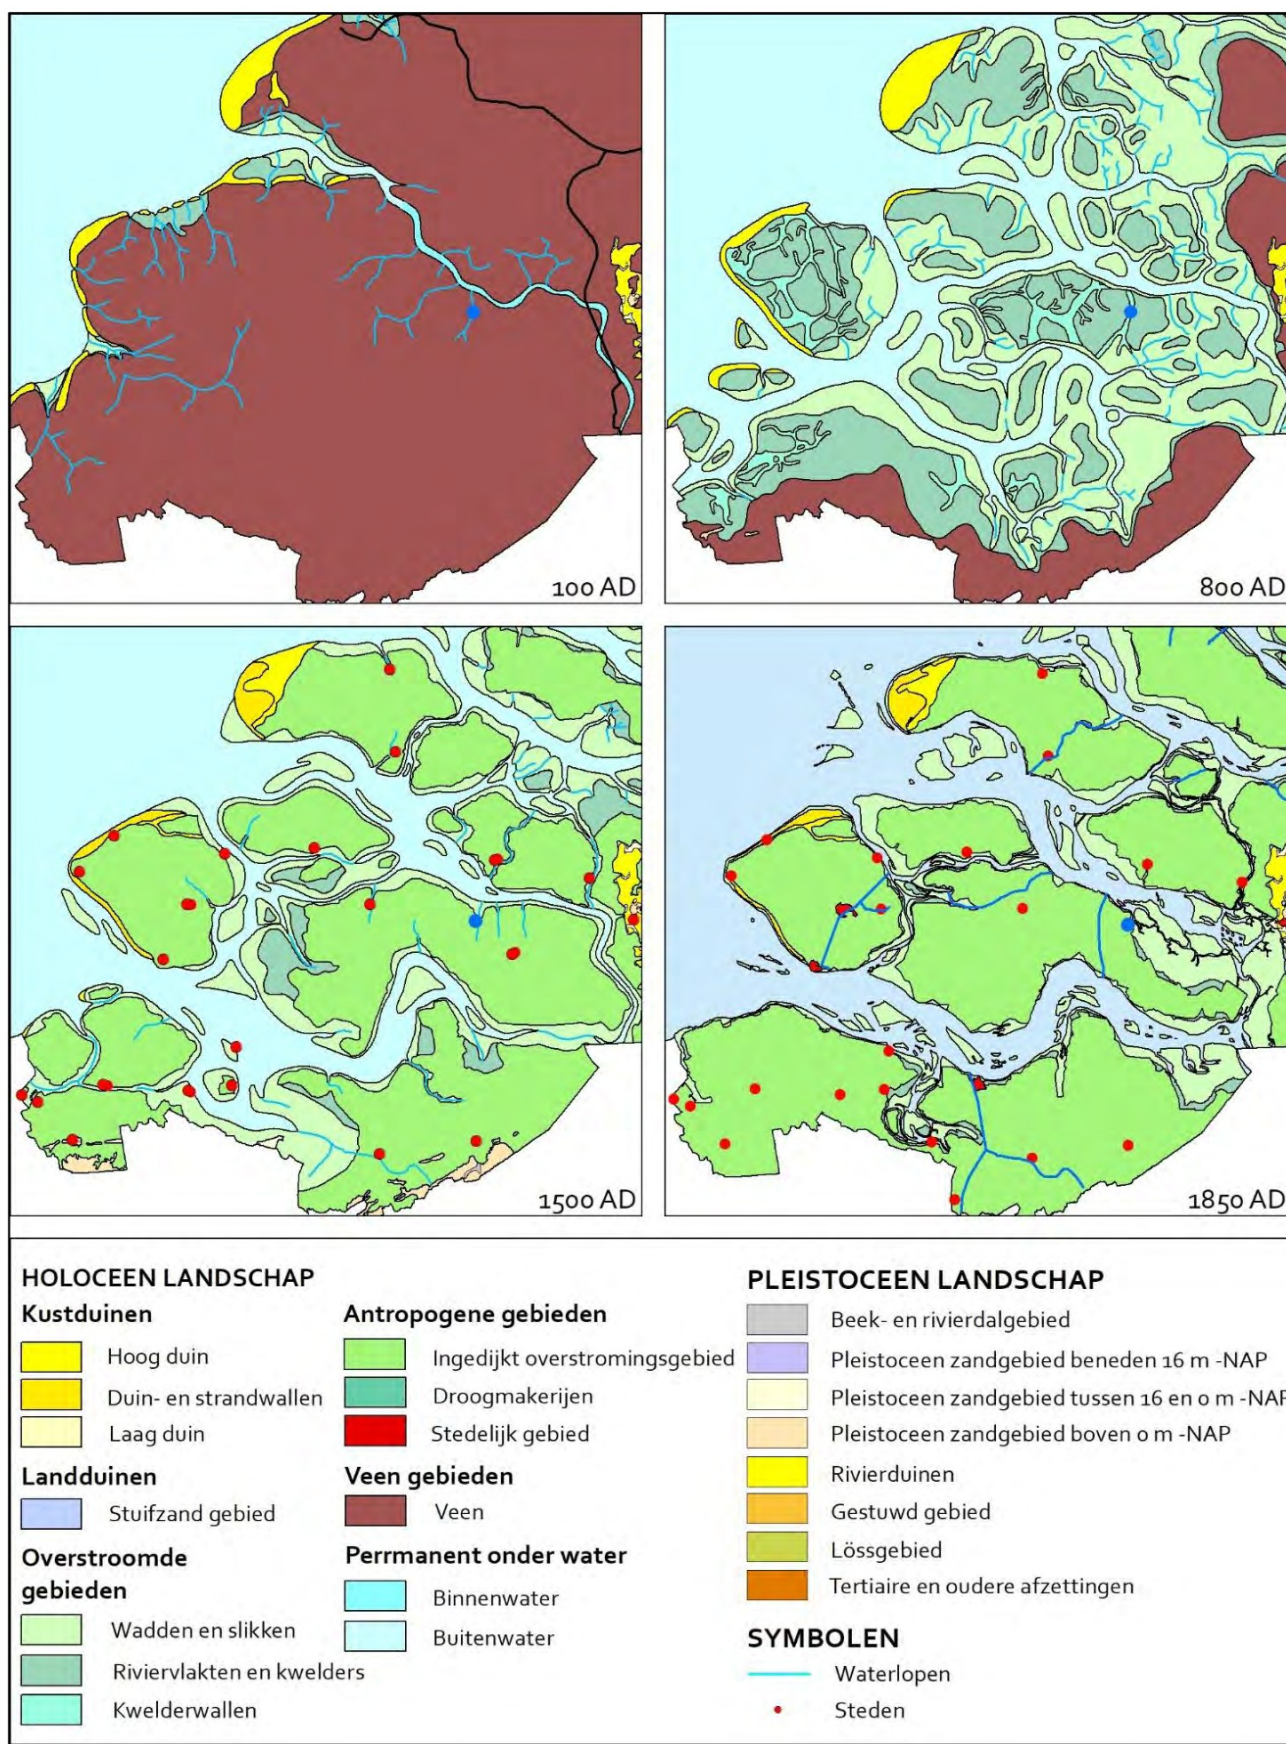 100 AD
800 AD
1500 AD
1850 AD
HOLOCEEN LANDSCHAP
Kustduinen
Hoog duin
Duin- en strandwallen
Laag duin
Landduinen
Stuifzand gebied
Overstroomde
gebieden
Wadden en slikken
Riviervlakten en kwelders
Kwelderwallen
Antropogene gebieden
Ingedijkt overstromingsgebied
Droogmakerijen
Stedelijk gebied
Veen gebieden
Veen
Perrmanent onder water
Binnenwater
Buitenwater
PLEISTOCEEN LANDSCHAP
Beek- en rivierdalgebied
Pleistoceen zandgebied beneden 16 m -NAP
Pleistoceen zandgebied tussen 16 en 0 m -NAP
Pleistoceen zandgebied boven 0 m -NAP
Rivierduinen
Gestuwd gebied
Lössgebied
Tertiaire en oudere afzettingen
SYMBOLEN
Waterlopen
Steden